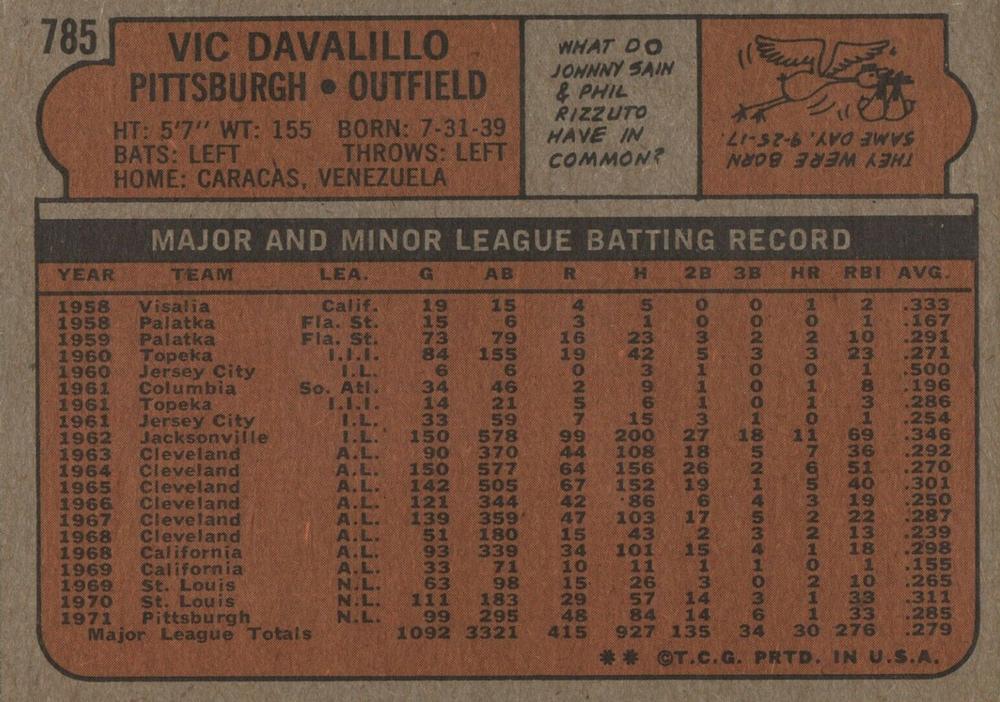 785
VIC DAVALILLO
PITTSBURGH • OUTFIELD
HT: 5'7" WT: 155 BORN: 7-31-39
BATS: LEFT THROWS: LEFT
HOME: CARACAS, VENEZUELA
WHAT DO
JOHNNY SAIN
& PHIL
RIZZUTO
HAVE IN
COMMON?
THEY WERE BORN
SAME DAY, 9-25-17.
MAJOR AND MINOR LEAGUE BATTING RECORD
YEAR TEAM LEA. G AB R H 2B 3B HR RBI AVG.
1958 Visalia Calif. 19 15 4 5 0 0 1 2 .333
1958 Palatka Fla. St. 15 6 3 1 0 0 0 1 .167
1959 Palatka Fla. St. 73 79 16 23 3 2 2 10 .291
1960 Topeka I.I.I. 84 155 19 42 5 3 3 23 .271
1960 Jersey City I.L. 6 6 0 3 1 0 0 1 .500
1961 Columbia So. Atl. 34 46 2 9 1 0 1 8 .196
1961 Topeka I.I.I. 14 21 5 6 1 0 1 3 .286
1961 Jersey City I.L. 33 59 7 15 3 1 0 1 .254
1962 Jacksonville I.L. 150 578 99 200 27 18 11 69 .346
1963 Cleveland A.L. 90 370 44 108 18 5 7 36 .292
1964 Cleveland A.L. 150 577 64 156 26 2 6 51 .270
1965 Cleveland A.L. 142 505 67 152 19 1 5 40 .301
1966 Cleveland A.L. 121 344 42 86 6 4 3 19 .250
1967 Cleveland A.L. 139 359 47 103 17 5 2 22 .287
1968 Cleveland A.L. 51 180 15 43 2 3 2 13 .239
1968 California A.L. 93 339 34 101 15 4 1 18 .298
1969 California A.L. 33 71 10 11 1 1 0 1 .155
1969 St. Louis N.L. 63 98 15 26 3 0 2 10 .265
1970 St. Louis N.L. 111 183 29 57 14 3 1 33 .311
1971 Pittsburgh N.L. 99 295 48 84 14 6 1 33 .285
Major League Totals 1092 3321 415 927 135 34 30 276 .279
** ©T.C.G. PRTD. IN U.S.A.